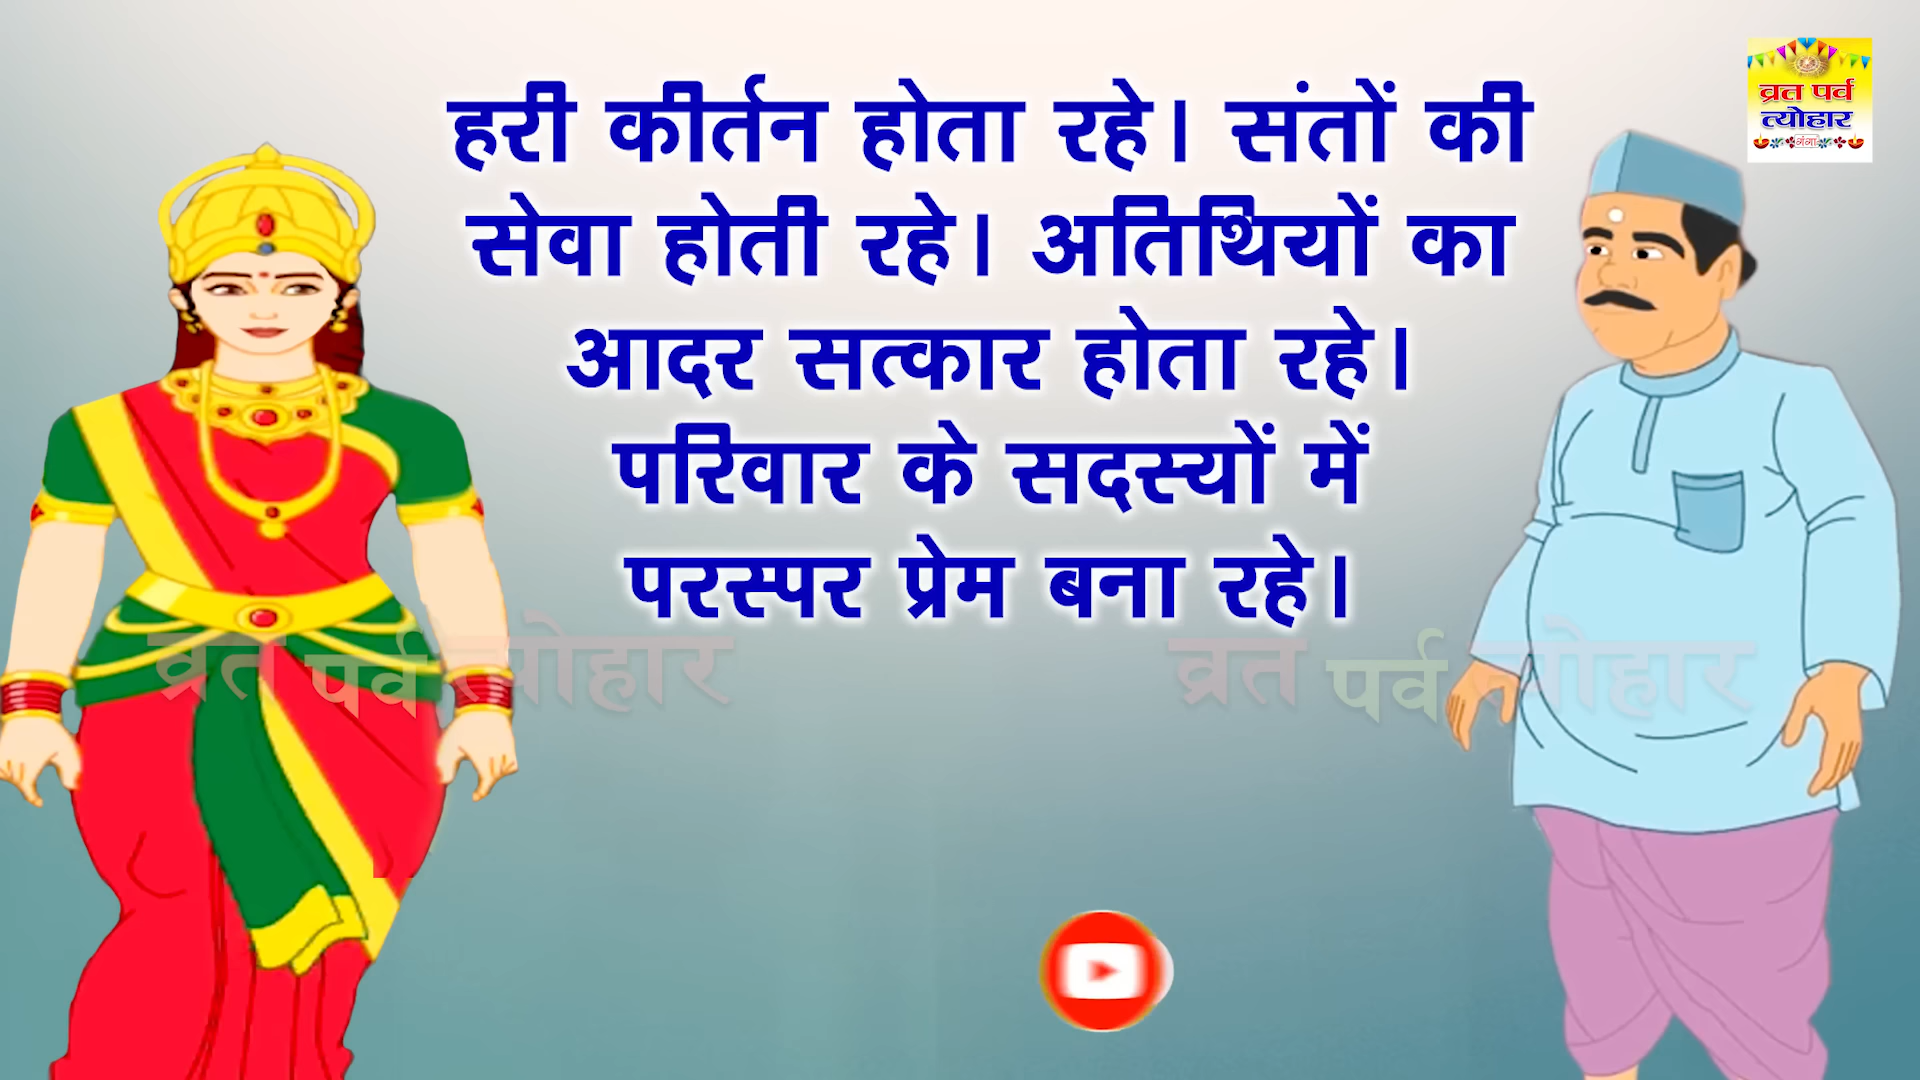 हरी कीर्तन होता रहे। संतों की
सेवा होती रहे। अतिथियों का
आदर सत्कार होता रहे।
परिवार के सदस्यों में
परस्पर प्रेम बना रहे।
व्रत पर्व
त्योहार
गंगा
व्रत पर्व त्योहार
व्रत पर्व त्योहार